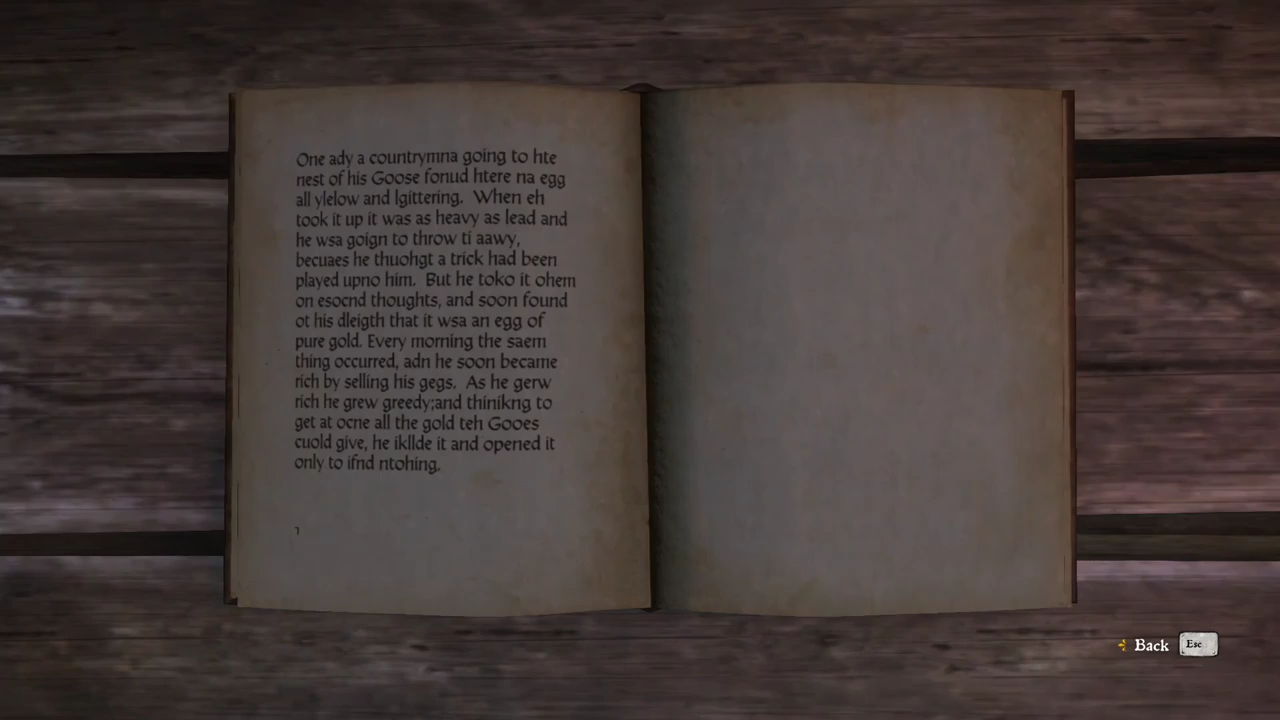 One ady a countrymna going to hte
nest of his Goose fonud htere na egg
all ylelow and lgittering.  When eh
took it up it was as heavy as lead and
he wsa goign to throw ti aawy,
becuaes he thuohgt a trick had been
played upno him.  But he toko it ohem
on esocnd thoughts, and soon found
ot his dleigth that it wsa an egg of
pure gold. Every morning the saem
thing occurred, adn he soon became
rich by selling his gegs.  As he gerw
rich he grew greedy;and thinikng to
get at ocne all the gold teh Gooes
cuold give, he ikllde it and opened it
only to ifnd ntohing.
Back Esc